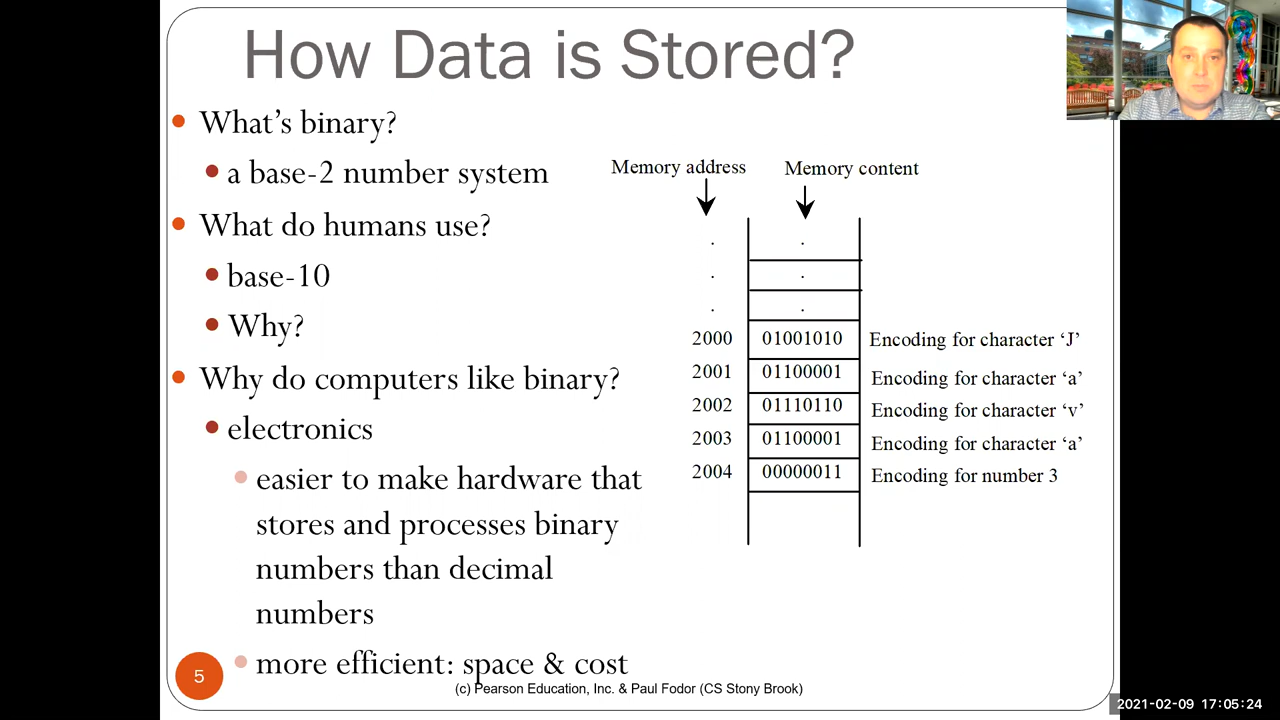 How Data is Stored?
What's binary?
a base-2 number system
What do humans use?
base-10
Why?
Why do computers like binary?
electronics
easier to make hardware that
stores and processes binary
numbers than decimal
numbers
more efficient: space & cost
Memory address Memory content
. .
. .
. .
2000 01001010 Encoding for character ‘J’
2001 01100001 Encoding for character ‘a’
2002 01110110 Encoding for character ‘v’
2003 01100001 Encoding for character ‘a’
2004 00000011 Encoding for number 3
5
(c) Pearson Education, Inc. & Paul Fodor (CS Stony Brook)
2021-02-09 17:05:24